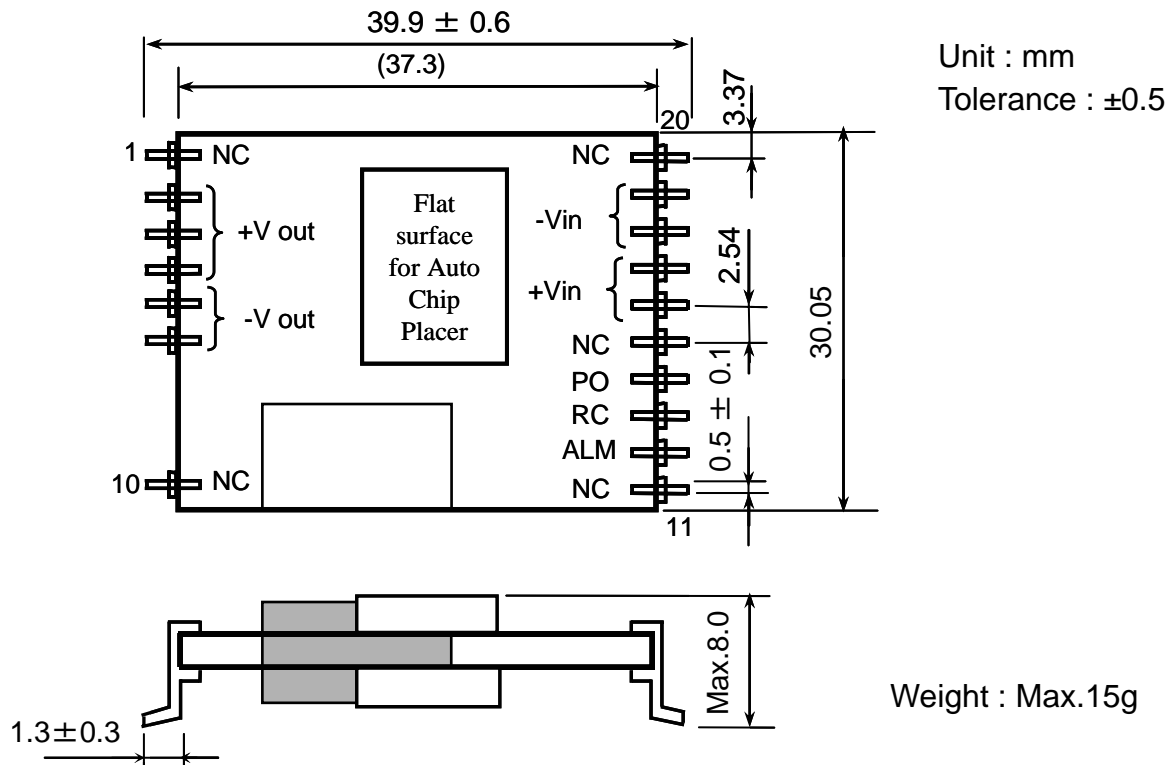 39.9 ± 0.6
(37.3)
Unit : mm
Tolerance : ±0.5
3.37
20
1
NC
NC
+V out
-Vin
Flat
surface
for Auto
Chip
Placer
2.54
+Vin
-V out
30.05
NC
PO
0.5 ± 0.1
RC
ALM
10
NC
NC
11
Max.8.0
Weight : Max.15g
1.3±0.3